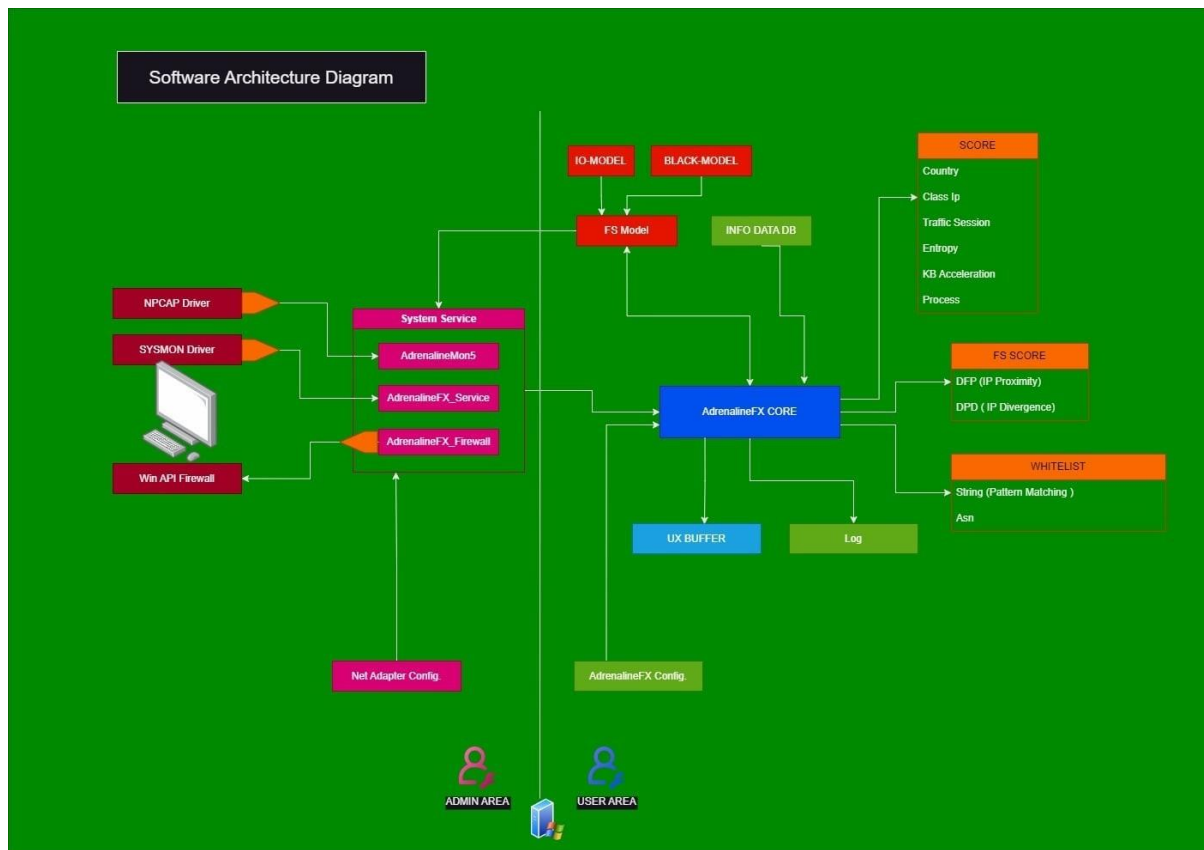 Software Architecture Diagram
IO-MODEL
BLACK-MODEL
FS Model
INFO DATA DB
SCORE
Country
Class Ip
Traffic Session
Entropy
KB Acceleration
Process
NPCAP Driver
SYSMON Driver
Win API Firewall
System Service
AdrenalineMon5
AdrenalineFX_Service
AdrenalineFX_Firewall
AdrenalineFX CORE
FS SCORE
DFP (IP Proximity)
DPD ( IP Divergence)
WHITELIST
String (Pattern Matching )
Asn
UX BUFFER
Log
Net Adapter Config.
AdrenalineFX Config.
ADMIN AREA
USER AREA